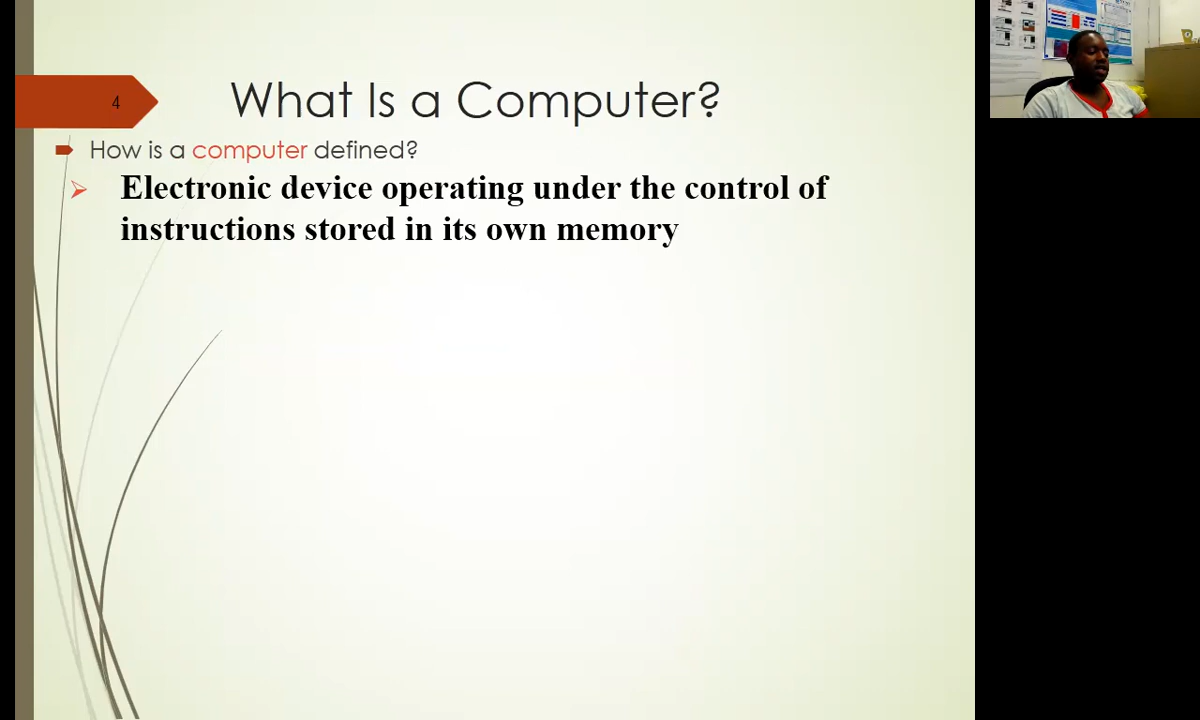 4
What Is a Computer?
How is a computer defined?
Electronic device operating under the control of
instructions stored in its own memory